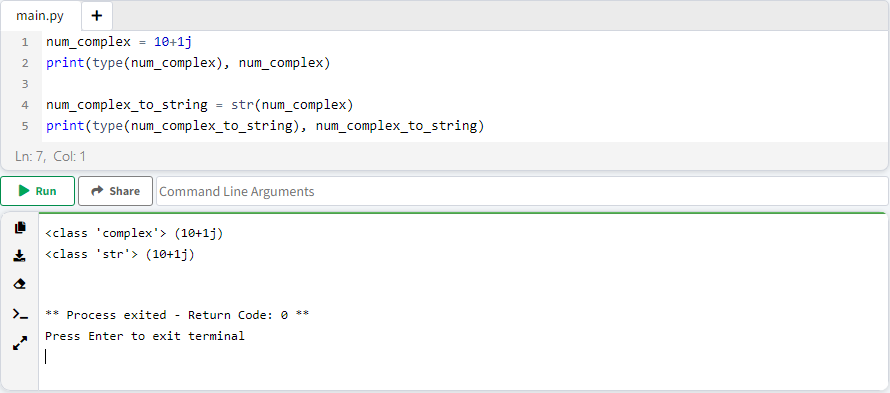 main.py +
1 num_complex = 10+1j
2 print(type(num_complex), num_complex)
3
4 num_complex_to_string = str(num_complex)
5 print(type(num_complex_to_string), num_complex_to_string)
Ln: 7, Col: 1
Run Share Command Line Arguments
<class 'complex'> (10+1j)
<class 'str'> (10+1j)
** Process exited - Return Code: 0 **
Press Enter to exit terminal